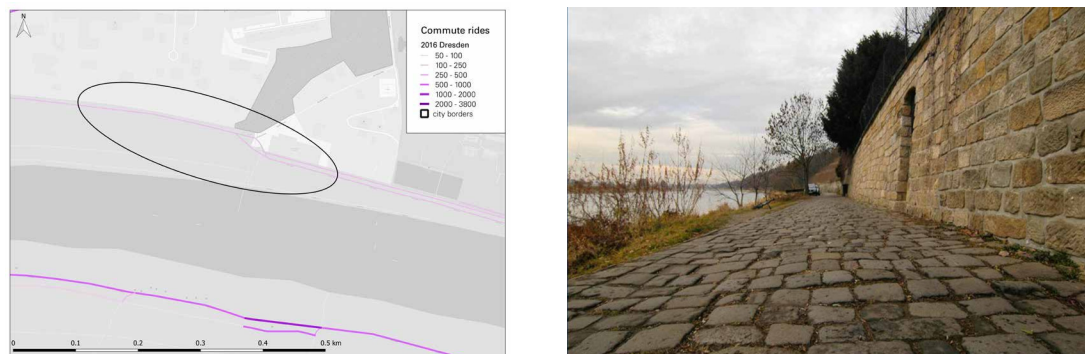 N
Commute rides
2016 Dresden
50 - 100
100 - 250
250 - 500
500 - 1000
1000 - 2000
2000 - 3800
city borders
0 0.1 0.2 0.3 0.4 0.5 km